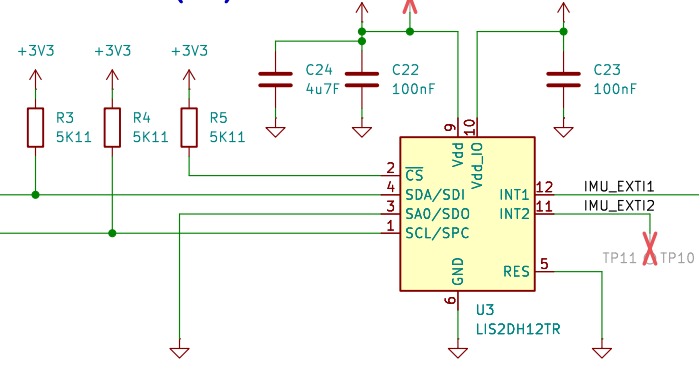 +3V3
+3V3
+3V3
R3
5K11
R4
5K11
R5
5K11
C24
4u7F
C22
100nF
C23
100nF
9
10
Vdd
Vdd_IO
2
CS
4
SDA/SDI
3
SA0/SDO
1
SCL/SPC
INT1
12
IMU_EXTI1
INT2
11
IMU_EXTI2
TP11
TP10
RES
5
GND
6
U3
LIS2DH12TR